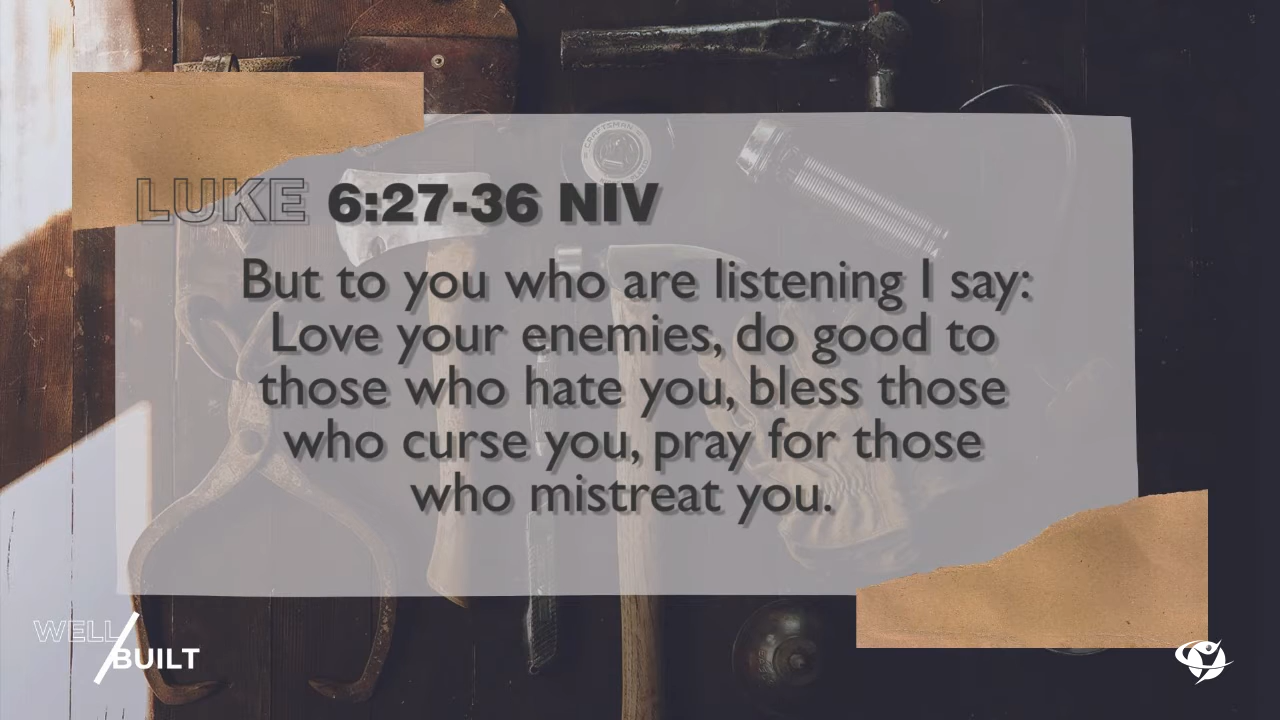 LUKE 6:27-36 NIV
But to you who are listening I say:
Love your enemies, do good to
those who hate you, bless those
who curse you, pray for those
who mistreat you.
WELL
BUILT